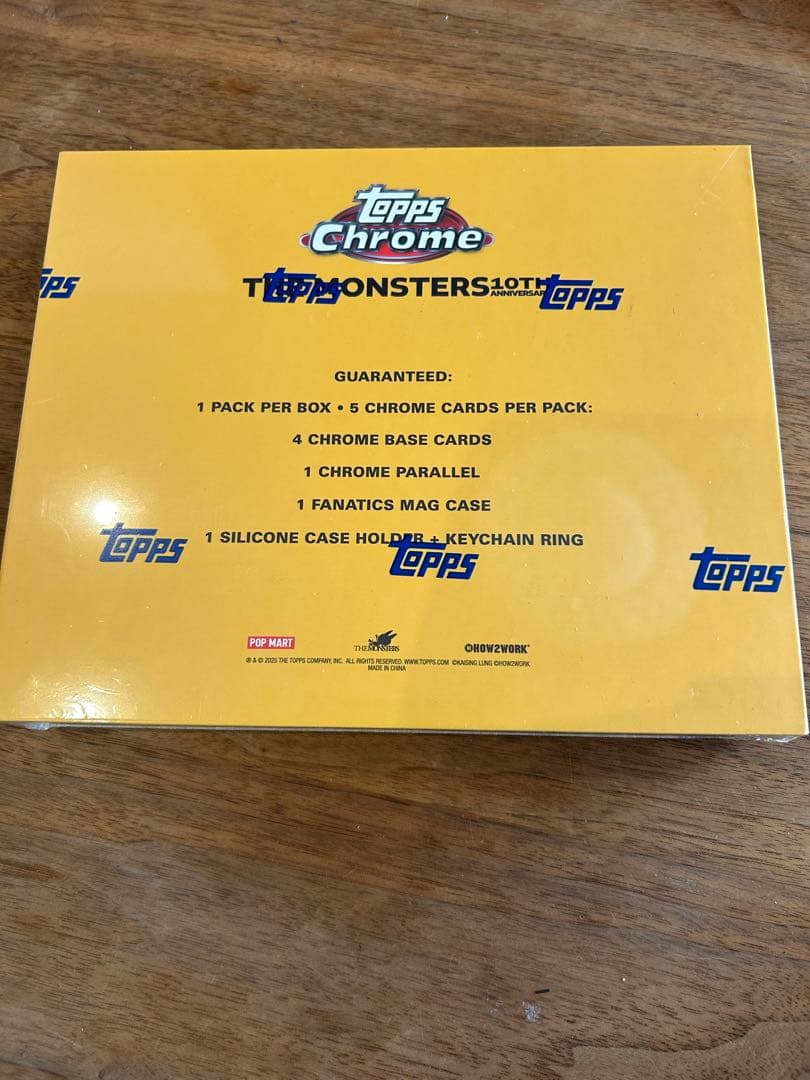 Topps
Chrome
THE MONSTERS 10TH ANNIVERSARY
Topps Topps Topps
GUARANTEED:
1 PACK PER BOX • 5 CHROME CARDS PER PACK:
4 CHROME BASE CARDS
1 CHROME PARALLEL
1 FANATICS MAG CASE
1 SILICONE CASE HOLDER + KEYCHAIN RING
Topps Topps Topps
POP MART THE MONSTERS HOW2WORK
® & © 2025 THE TOPPS COMPANY, INC. ALL RIGHTS RESERVED. WWW.TOPPS.COM ©KAISING LUNG ©HOW2WORK
MADE IN CHINA